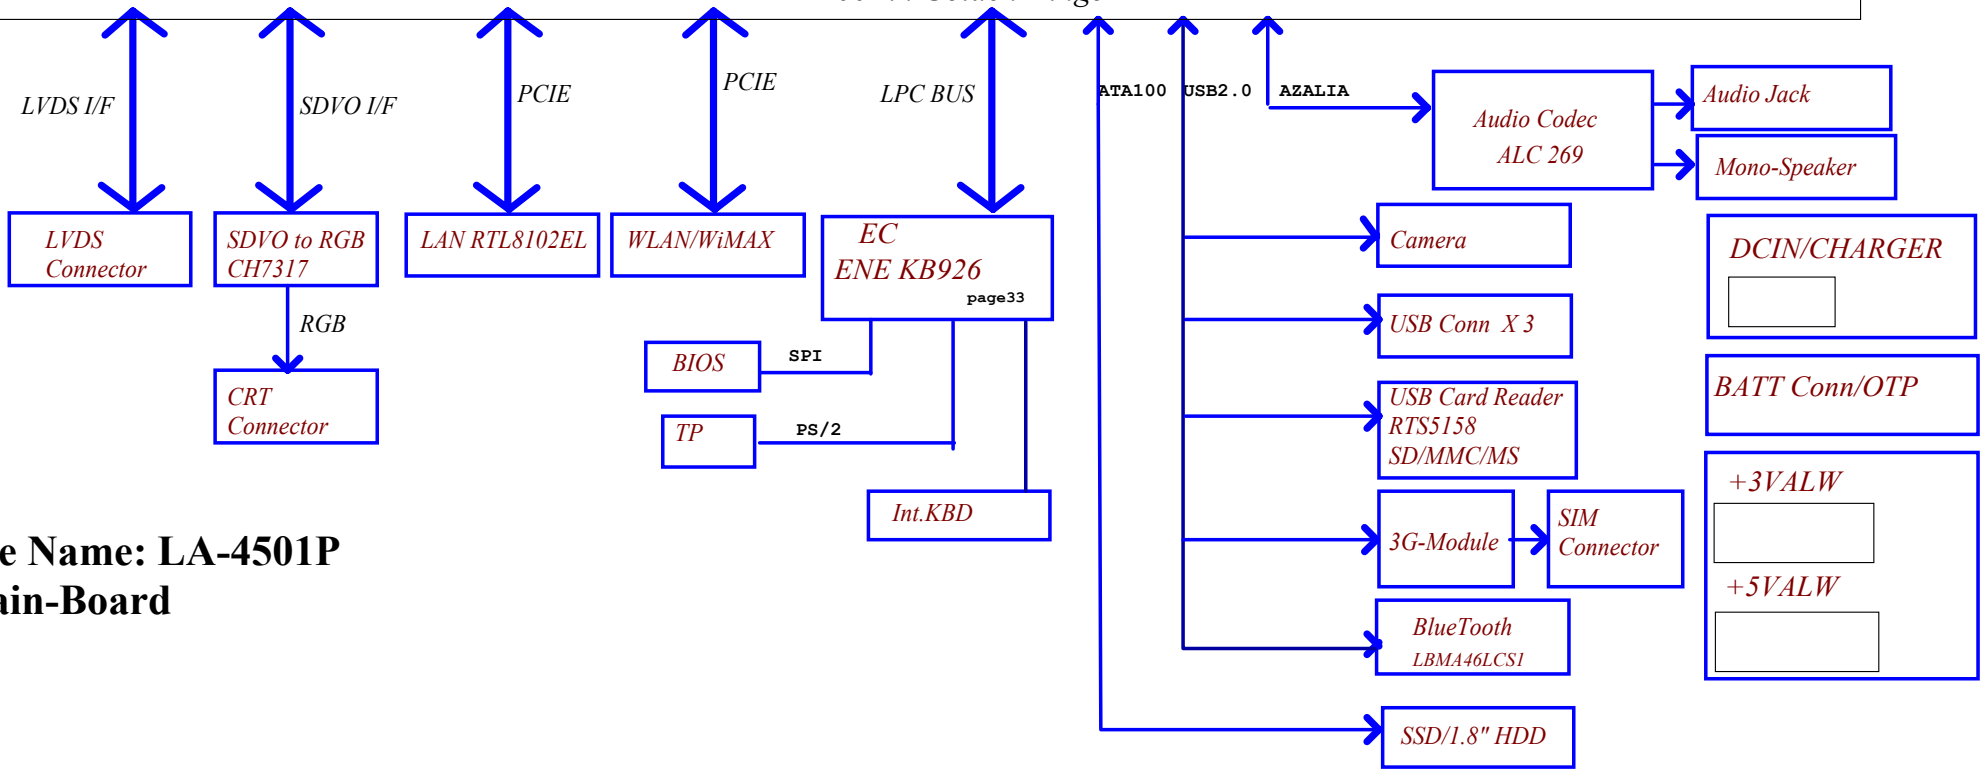 LVDS I/F
SDVO I/F
PCIE
PCIE
LPC BUS
ATA100
USB2.0
AZALIA
Audio Codec
ALC 269
Audio Jack
Mono-Speaker
LVDS
Connector
SDVO to RGB
CH7317
LAN RTL8102EL
WLAN/WiMAX
EC
ENE KB926
page33
Camera
DCIN/CHARGER
RGB
USB Conn X 3
BIOS
SPI
CRT
Connector
TP
PS/2
USB Card Reader
RTS5158
SD/MMC/MS
BATT Conn/OTP
Int.KBD
3G-Module
SIM
Connector
+3VALW
+5VALW
e Name: LA-4501P
ain-Board
BlueTooth
LBMA46LCS1
SSD/1.8" HDD